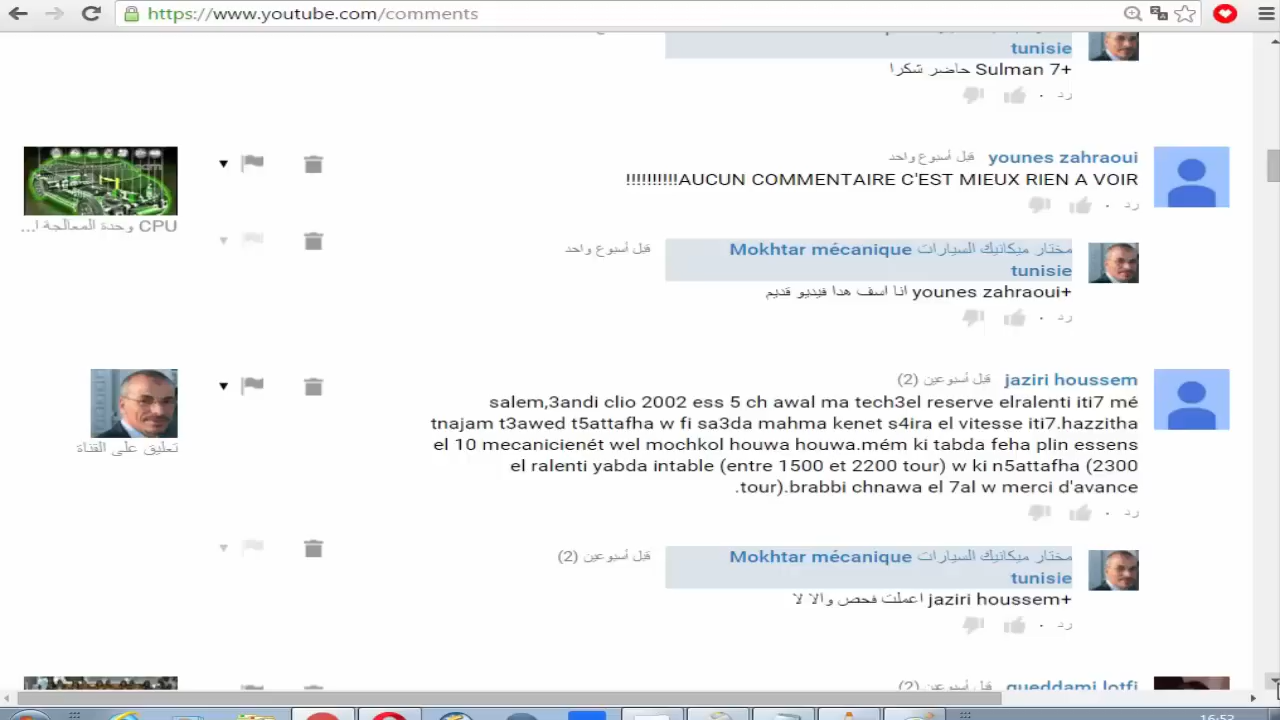 https://www.youtube.com/comments
tunisie
+Sulman 7 حاضر شكرا
رد
younes zahraoui قبل أسبوع واحد
AUCUN COMMENTAIRE C'EST MIEUX RIEN A VOIR!!!!!!!!!!
رد
CPU وحدة المعالجة ا...
مختار ميكانيك السيارات Mokhtar mécanique
tunisie
قبل أسبوع واحد
+younes zahraoui انا اسف هدا فيديو قديم
رد
jaziri houssem قبل أسبوعين (2)
salem,3andi clio 2002 ess 5 ch awal ma tech3el reserve elralenti iti7 mé
tnajam t3awed t5attafha w fi sa3da mahma kenet s4ira el vitesse iti7.hazzitha
el 10 mecanicienét wel mochkol houwa houwa.mém ki tabda feha plin essens
el ralenti yabda intable (entre 1500 et 2200 tour) w ki n5attafha (2300
tour).brabbi chnawa el 7al w merci d'avance.
رد
تعليق على القناة
مختار ميكانيك السيارات Mokhtar mécanique
tunisie
قبل أسبوعين (2)
+jaziri houssem اعملت فحص والا لا
رد
gueddami lotfi قبل أسبوعين (2)
16:53